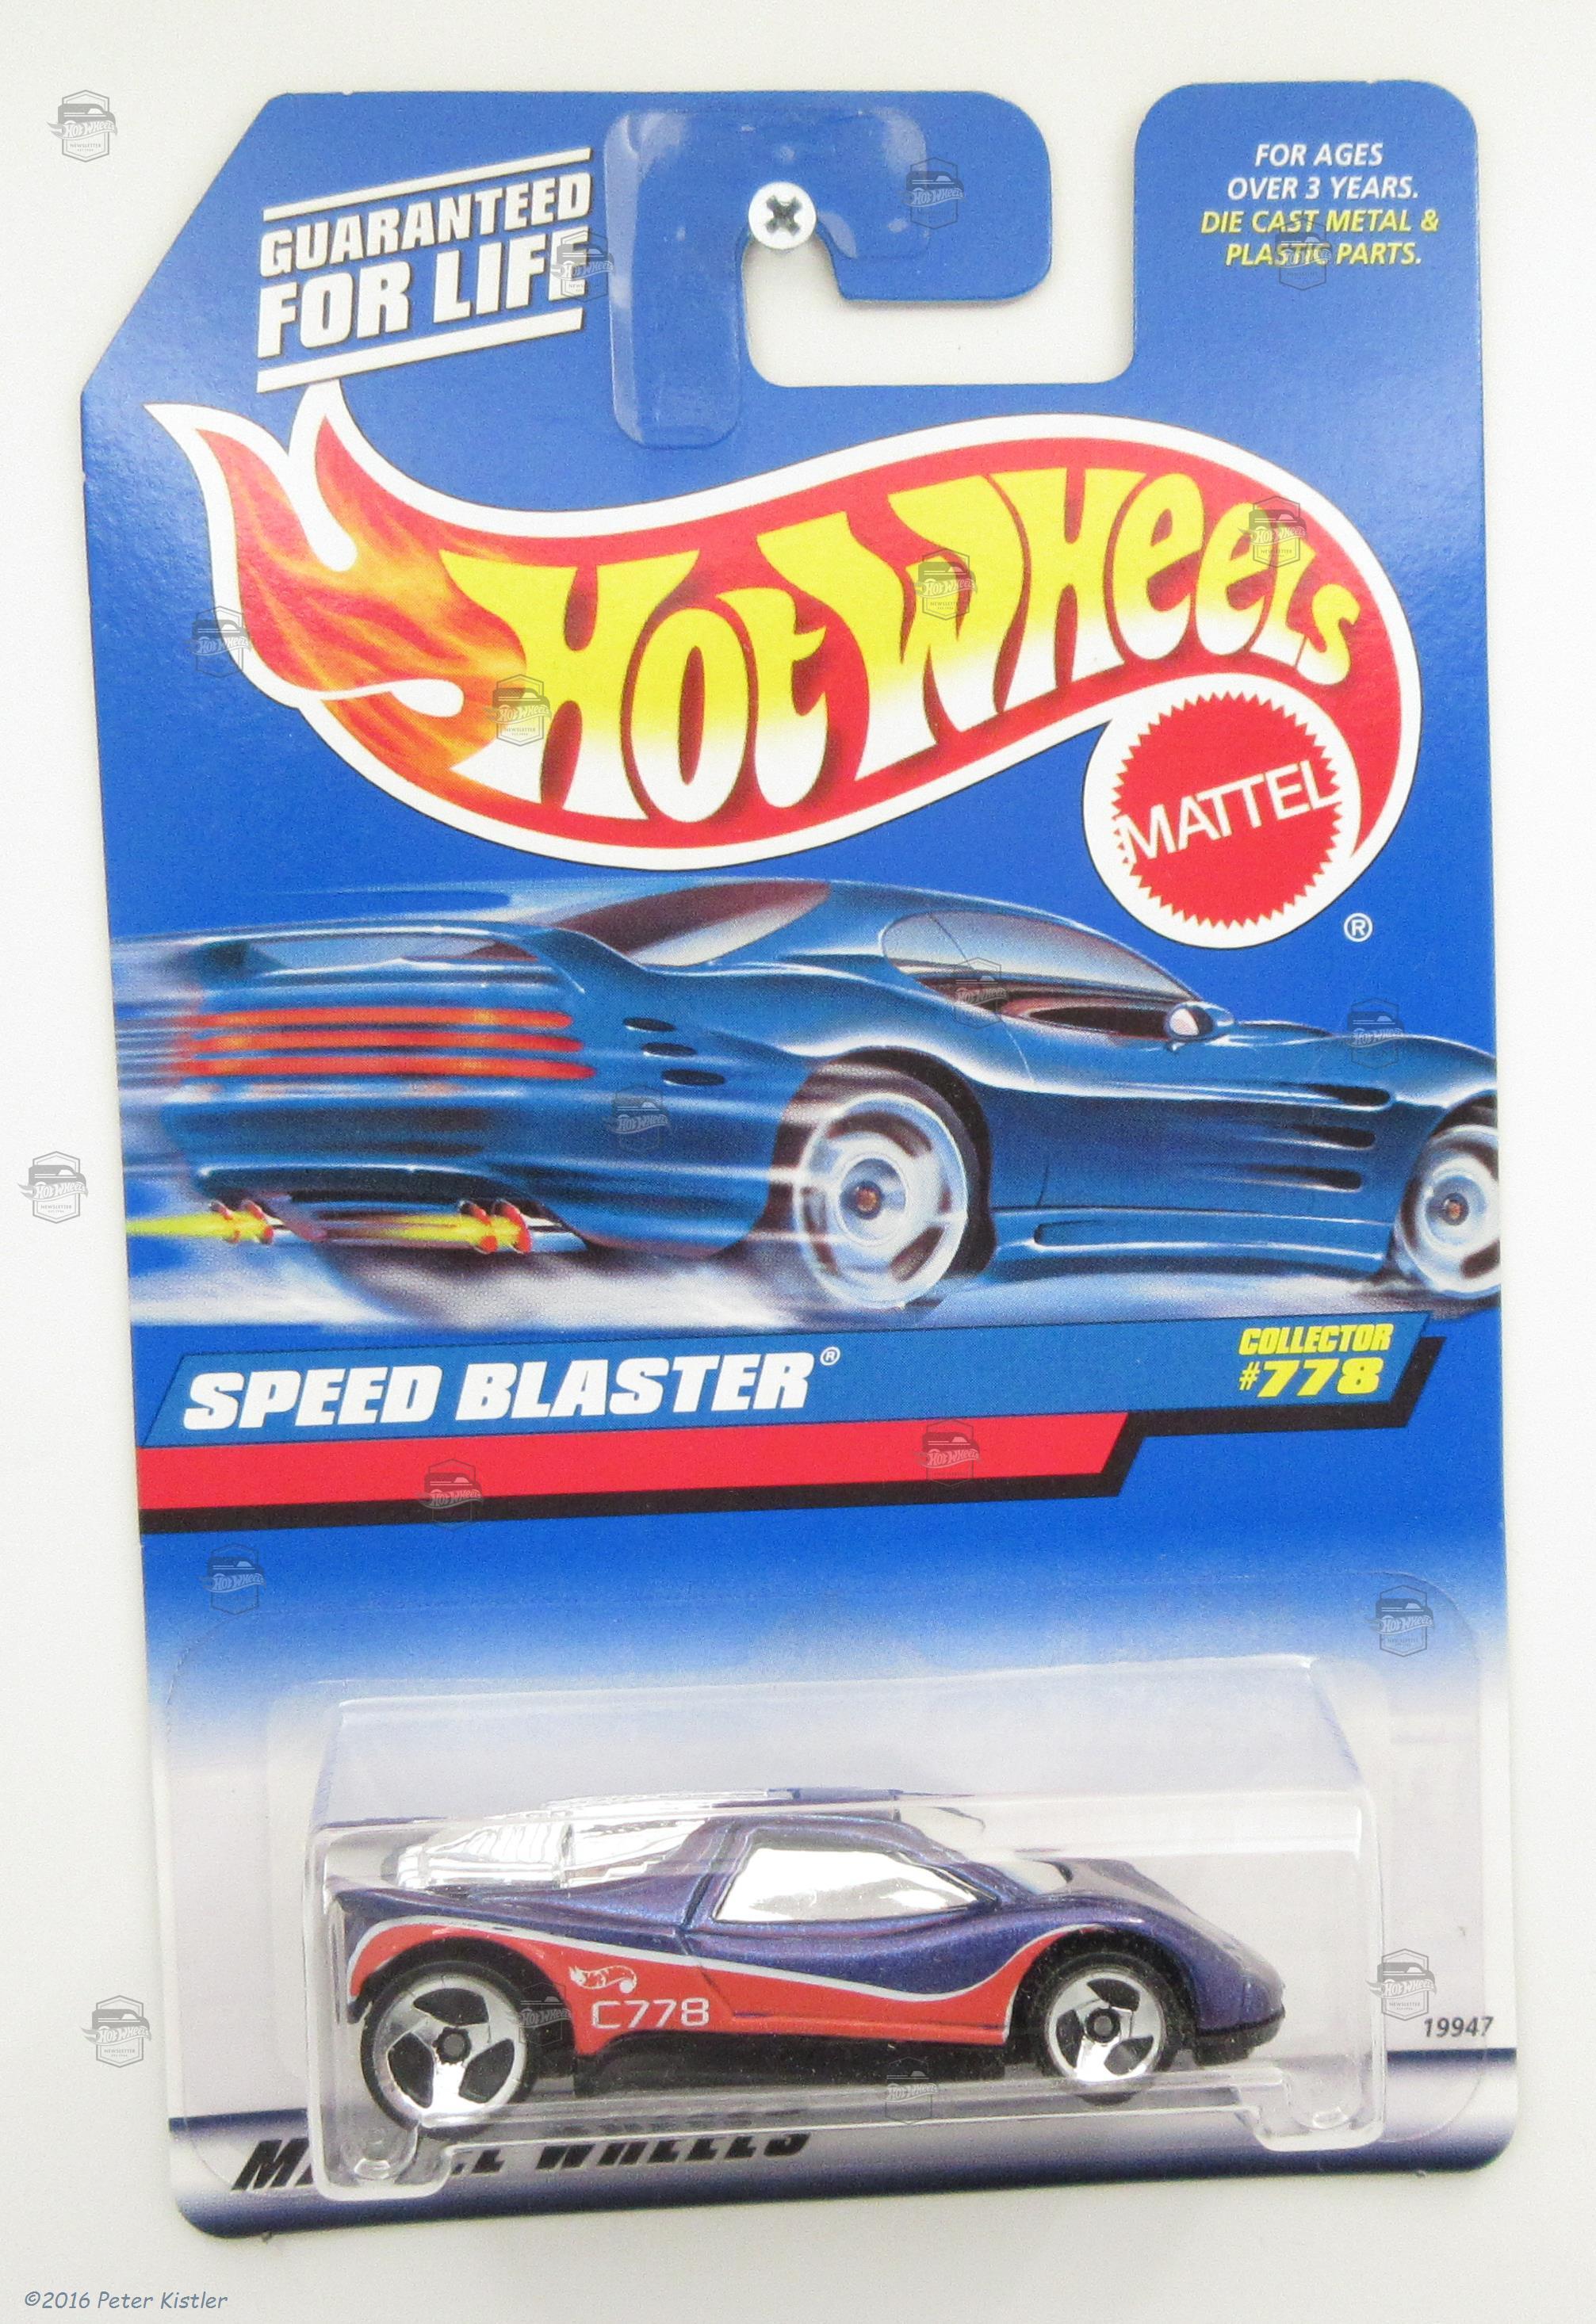 GUARANTEED
FOR LIFE
FOR AGES
OVER 3 YEARS.
DIE CAST METAL &
PLASTIC PARTS.
HOT WHEELS
MATTEL
®
SPEED BLASTER®
COLLECTOR
#778
C778
19947
WHEELS
©2016 Peter Kistler